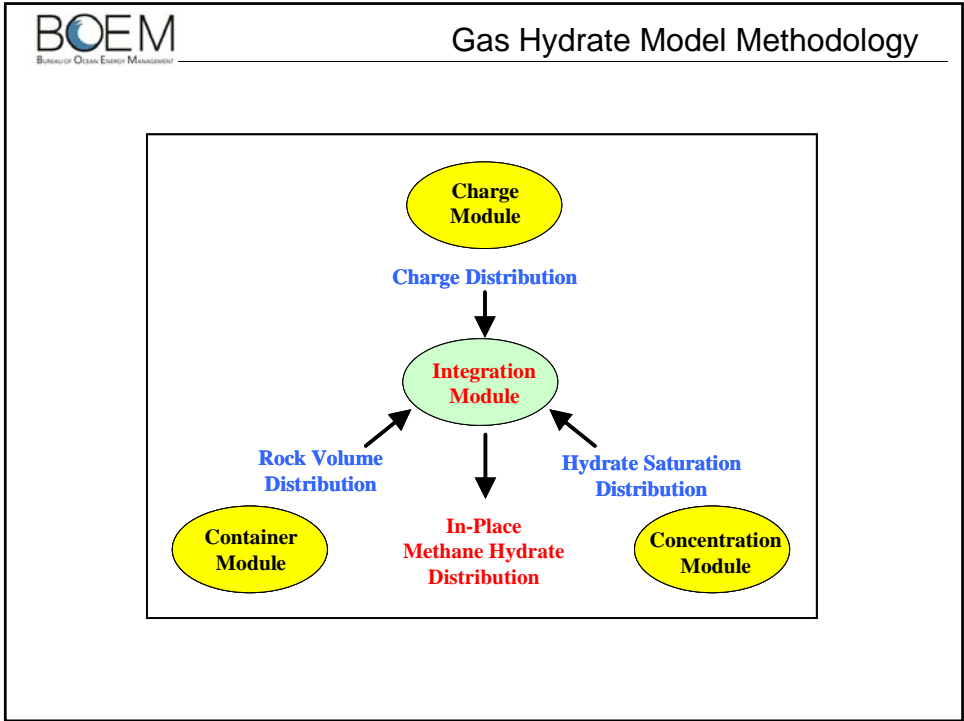 BOEM
BUREAU OF OCEAN ENERGY MANAGEMENT
Gas Hydrate Model Methodology
Charge
Module
Charge Distribution
Integration
Module
Rock Volume
Distribution
Hydrate Saturation
Distribution
Container
Module
In-Place
Methane Hydrate
Distribution
Concentration
Module